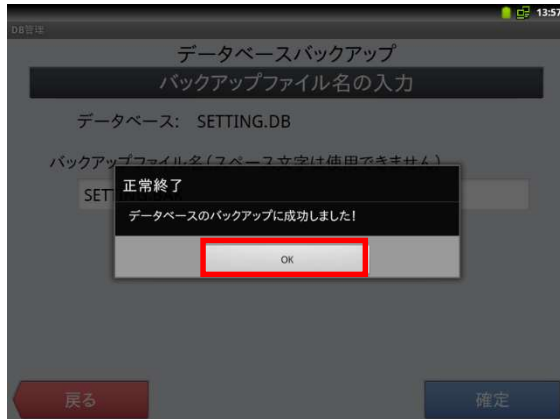 13:57
DB管理
データベースバックアップ
バックアップファイル名の入力
データベース: SETTING.DB
バックアップファイル名(スペース文字は使用できません)
SET
正常終了
データベースのバックアップに成功しました!
OK
戻る
確定